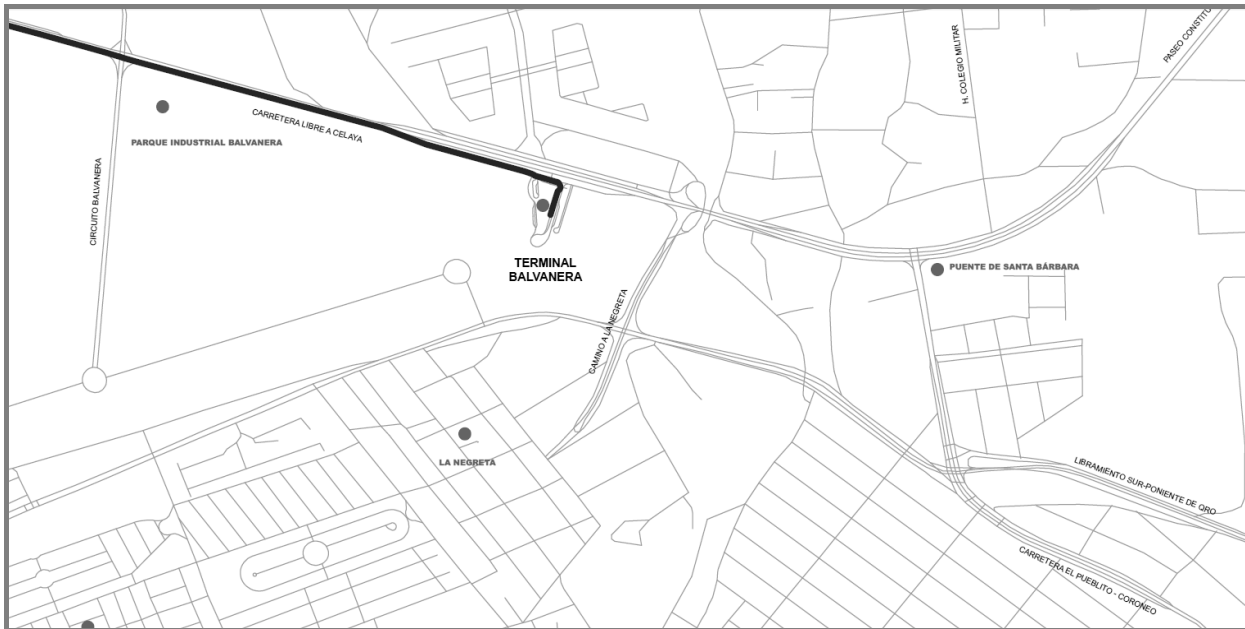 PASEO CONSTITU
H. COLEGIO MILITAR
CARRETERA LIBRE A CELAYA
PARQUE INDUSTRIAL BALVANERA
CIRCUITO BALVANERA
TERMINAL
BALVANERA
PUENTE DE SANTA BÁRBARA
CAMINO A LA NEGRETA
LA NEGRETA
LIBRAMIENTO SUR-PONIENTE DE QRO
CARRETERA EL PUEBLITO - CORONEO